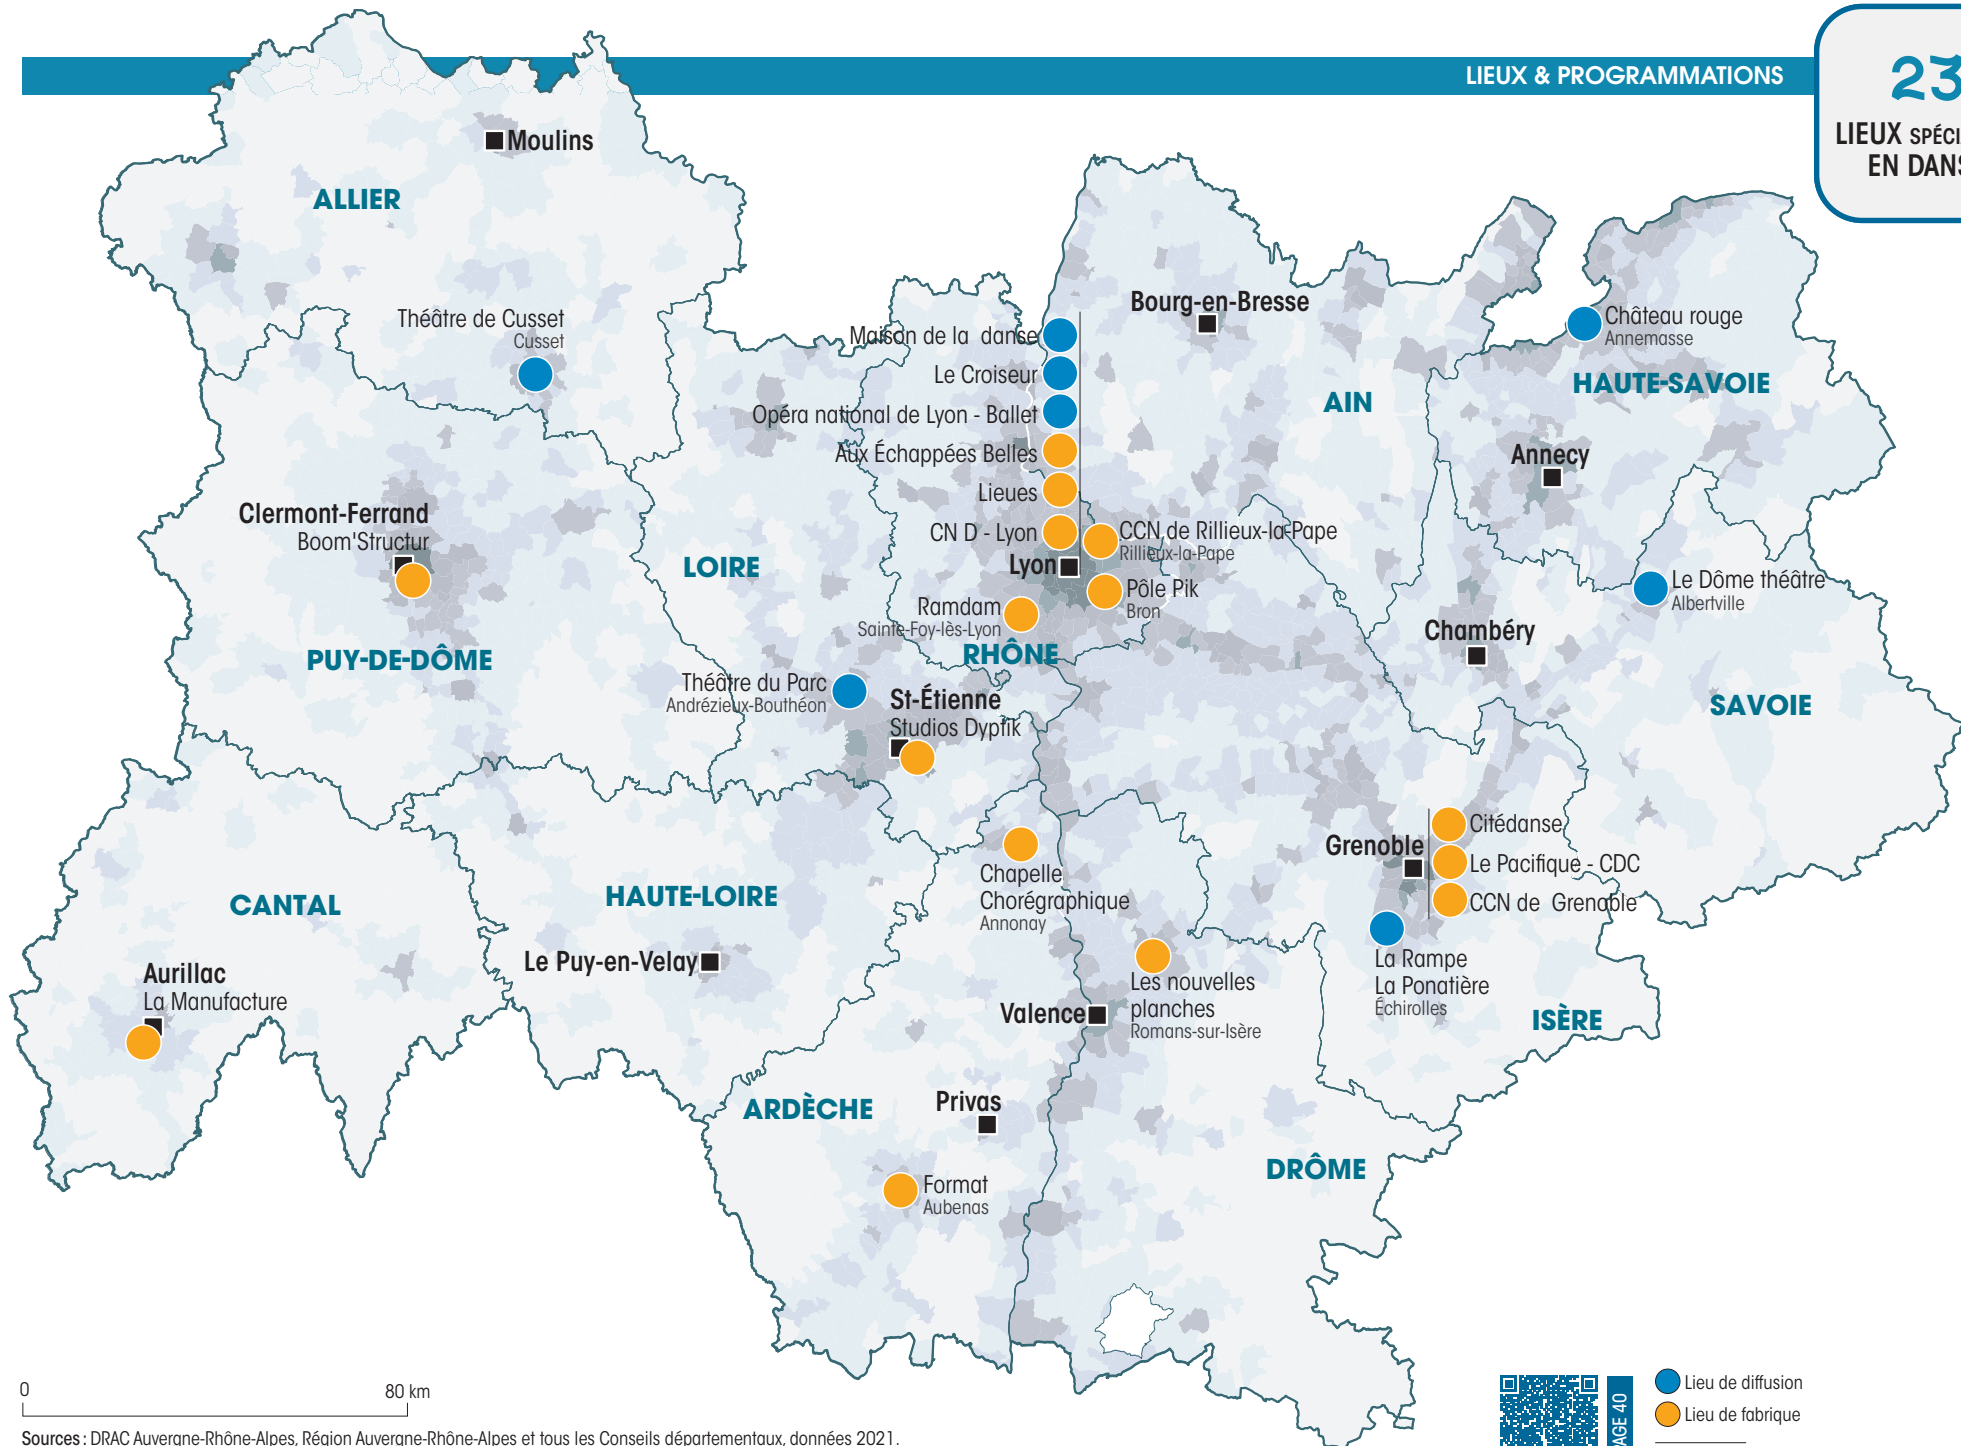 LIEUX & PROGRAMMATIONS
23
LIEUX
EN
Moulins
ALLIER
Théâtre de Cusset
Cusset
Bourg-en-Bresse
Maison de la danse
Le Croiseur
Opéra national de Lyon - Ballet
Aux Échappées Belles
Lieues
CN D - Lyon
CCN de Rillieux-la-Pape
Rillieux-la-Pape
Lyon
Pôle Pik
Bron
Ramdam
Sainte-Foy-lès-Lyon
RHÔNE
AIN
Château rouge
Annemasse
HAUTE-SAVOIE
Annecy
Le Dôme théâtre
Albertville
Chambéry
SAVOIE
Clermont-Ferrand
Boom'Structur
LOIRE
PUY-DE-DÔME
Théâtre du Parc
Andrézieux-Bouthéon
St-Étienne
Studios Dyptik
Citédanse
Grenoble
Le Pacifique - CDC
CCN de Grenoble
La Rampe
La Ponatière
Échirolles
ISÈRE
Chapelle
Chorégraphique
Annonay
CANTAL
HAUTE-LOIRE
Le Puy-en-Velay
Aurillac
La Manufacture
Les nouvelles
planches
Romans-sur-Isère
Valence
Privas
ARDÈCHE
DRÔME
Format
Aubenas
0 80 km
Sources : DRAC Auvergne-Rhône-Alpes, Région Auvergne-Rhône-Alpes et tous les Conseils départementaux, données 2021.
40
Lieu de diffusion
Lieu de fabrique